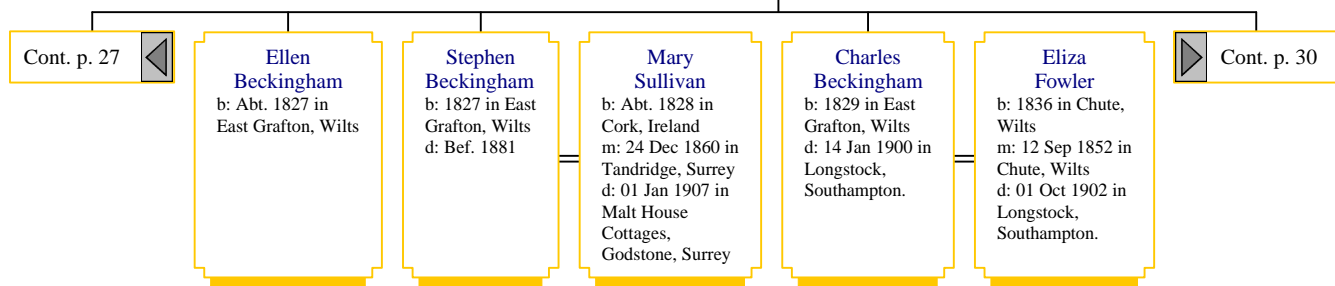 Cont. p. 27
Ellen
Beckingham
b: Abt. 1827 in
East Grafton, Wilts
Stephen
Beckingham
b: 1827 in East
Grafton, Wilts
d: Bef. 1881
Mary
Sullivan
b: Abt. 1828 in
Cork, Ireland
m: 24 Dec 1860 in
Tandridge, Surrey
d: 01 Jan 1907 in
Malt House
Cottages,
Godstone, Surrey
Charles
Beckingham
b: 1829 in East
Grafton, Wilts
d: 14 Jan 1900 in
Longstock,
Southampton.
Eliza
Fowler
b: 1836 in Chute,
Wilts
m: 12 Sep 1852 in
Chute, Wilts
d: 01 Oct 1902 in
Longstock,
Southampton.
Cont. p. 30